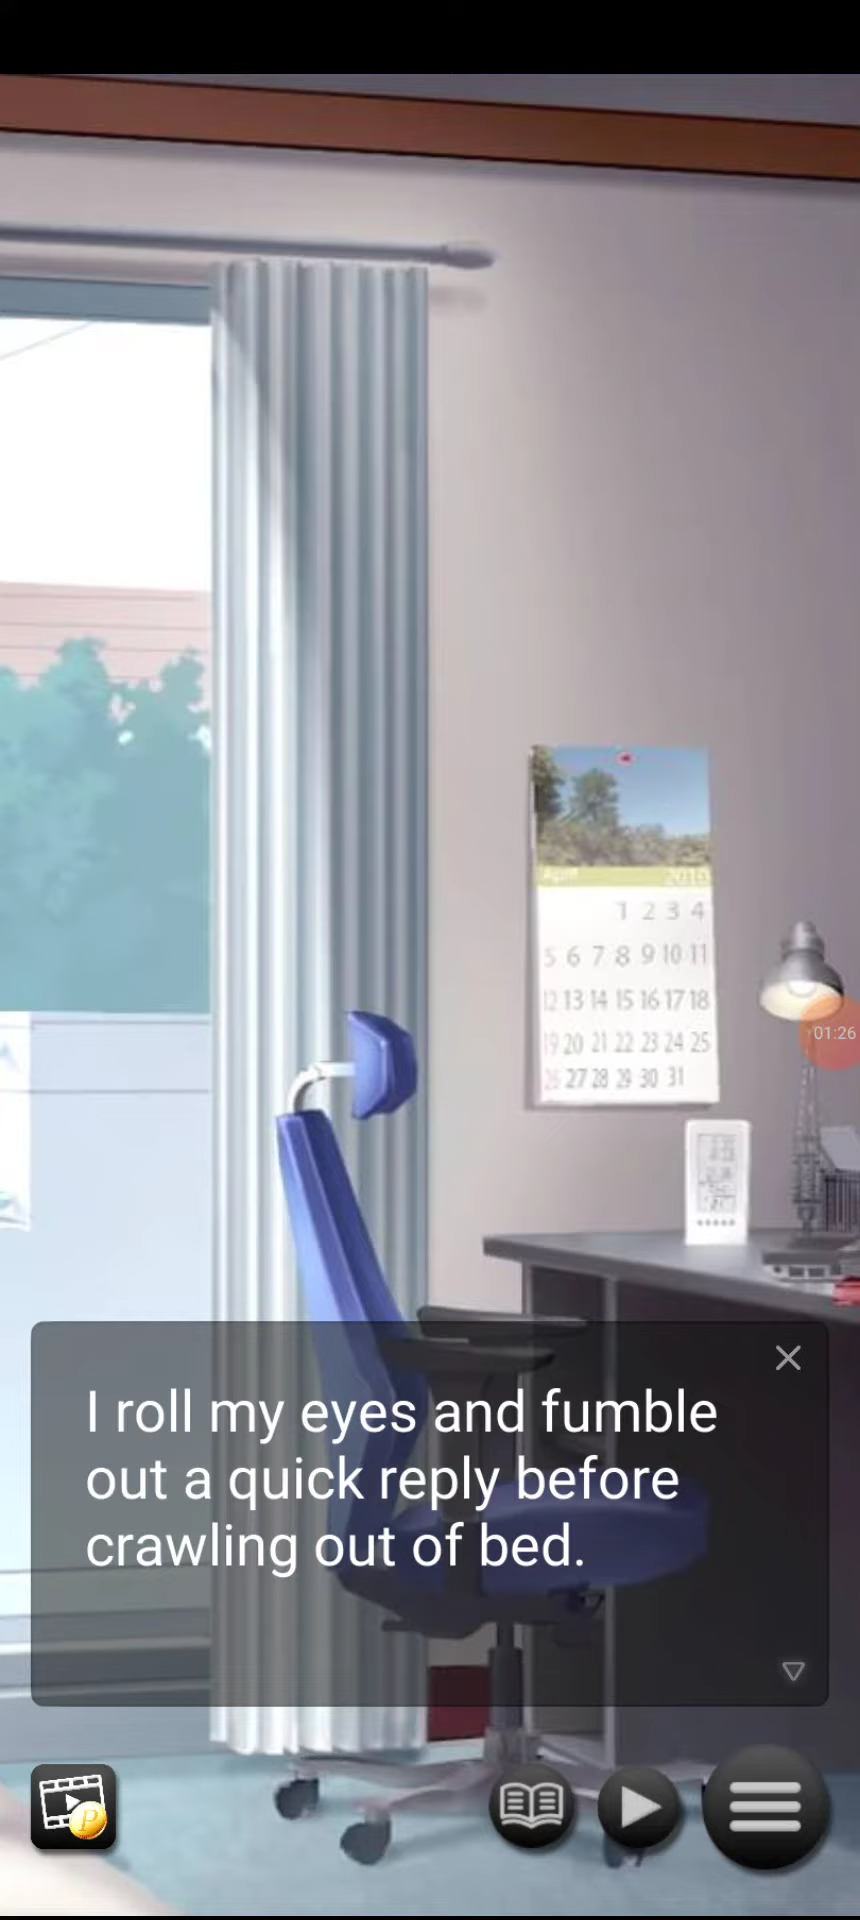 April 2010
1 2 3 4
5 6 7 8 9 10 11
12 13 14 15 16 17 18
19 20 21 22 23 24 25
26 27 28 29 30 31
01:26
I roll my eyes and fumble
out a quick reply before
crawling out of bed.
P